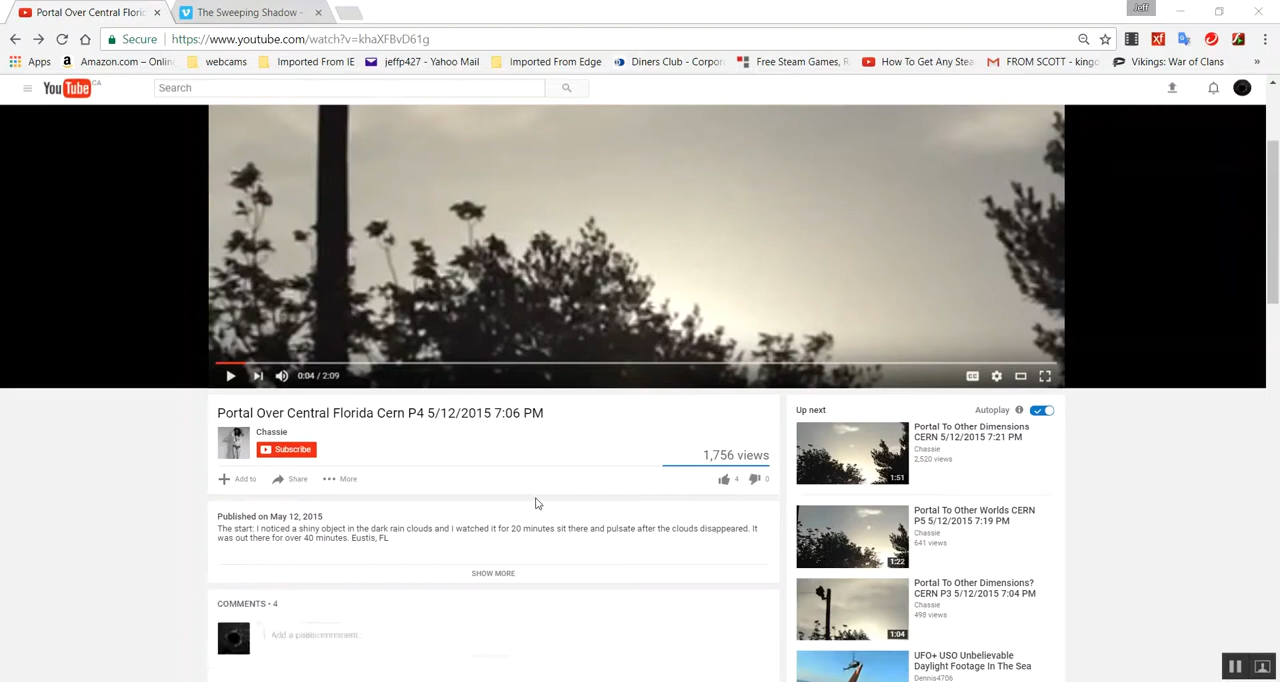 Portal Over Central Flori
The Sweeping Shadow -
Jeff
Secure
https://www.youtube.com/watch?v=khaXFBvD61g
Apps
Amazon.com – Onlin
webcams
Imported From IE
jeffp427 - Yahoo Mail
Imported From Edge
Diners Club - Corpor
Free Steam Games, R
How To Get Any Stea
FROM SCOTT - kingo
Vikings: War of Clans
»
YouTube CA
Search
0:04 / 2:09
CC
Portal Over Central Florida Cern P4 5/12/2015 7:06 PM
Chassie
Subscribe
1,756 views
Add to
Share
More
4
0
Published on May 12, 2015
The start: I noticed a shiny object in the dark rain clouds and I watched it for 20 minutes sit there and pulsate after the clouds disappeared. It
was out there for over 40 minutes. Eustis, FL
SHOW MORE
COMMENTS • 4
Up next
Autoplay
Portal To Other Dimensions
CERN 5/12/2015 7:21 PM
Chassie
2,520 views
1:51
Portal To Other Worlds CERN
P5 5/12/2015 7:19 PM
Chassie
641 views
1:22
Portal To Other Dimensions?
CERN P3 5/12/2015 7:04 PM
Chassie
498 views
1:04
UFO+ USO Unbelievable
Daylight Footage In The Sea
Dennis4706